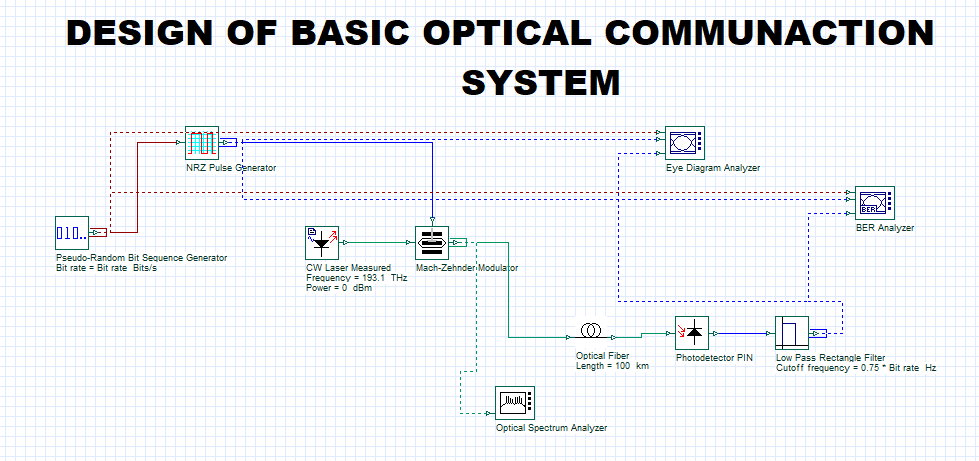 DESIGN OF BASIC OPTICAL COMMUNACTION
SYSTEM
NRZ Pulse Generator
Eye Diagram Analyzer
010..
BER
BER Analyzer
Pseudo-Random Bit Sequence Generator
Bit rate = Bit rate Bits/s
CW Laser Measured
Frequency = 193.1 THz
Power = 0 dBm
Mach-Zehnder Modulator
Optical Fiber
Length = 100 km
Photodetector PIN
Low Pass Rectangle Filter
Cutoff frequency = 0.75 * Bit rate Hz
Optical Spectrum Analyzer